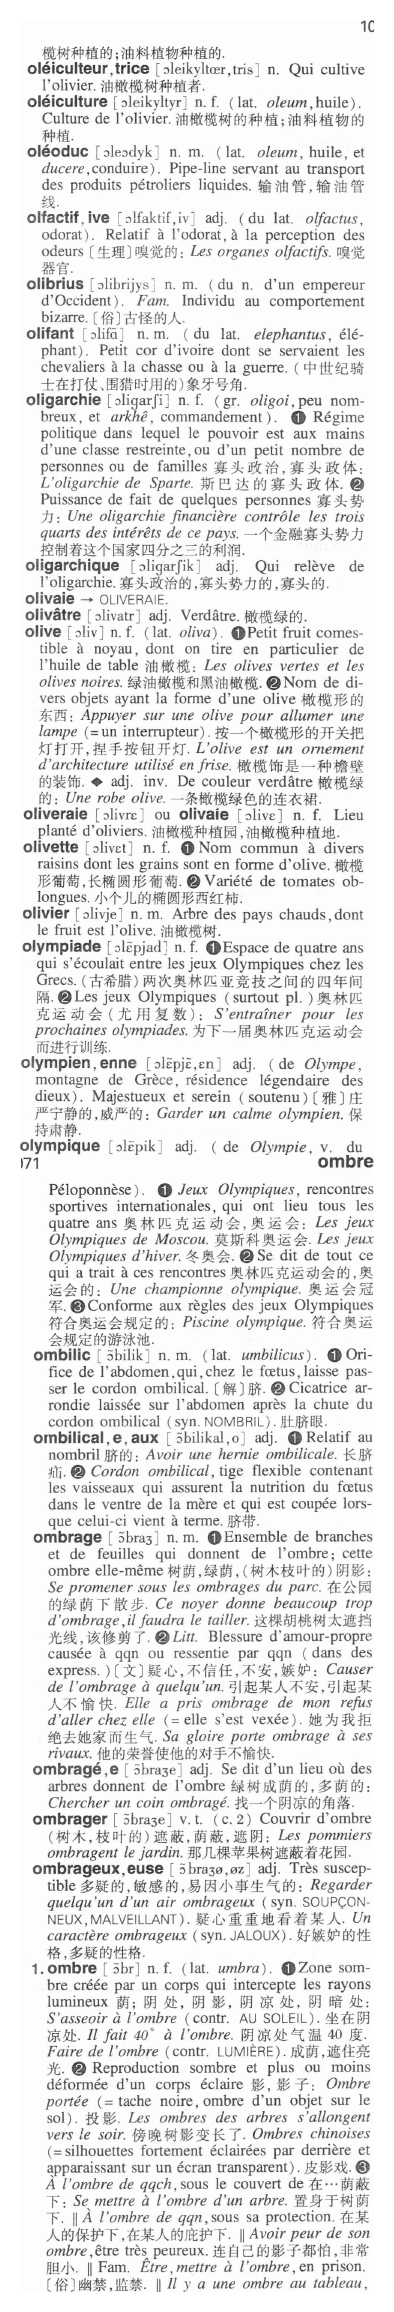 10
榄树种植的;油料植物种植的.
oléiculteur,trice [ɔleikyltœr,tris] n. Qui cultive
l'olivier. 油橄榄树种植者.
oléiculture [ɔleikyltyr] n. f. (lat. oleum,huile).
Culture de l'olivier. 油橄榄树的种植;油料植物的
种植.
oléoduc [ɔleɔdyk] n. m. (lat. oleum, huile, et
ducere,conduire). Pipe-line servant au transport
des produits pétroliers liquides. 输油管,输油管
线.
olfactif,ive [ɔlfaktif,iv] adj. (du lat. olfactus,
odorat). Relatif à l'odorat,à la perception des
odeurs〔生理〕嗅觉的: Les organes olfactifs. 嗅觉
器官.
olibrius [ɔlibrijys] n. m. (du n. d'un empereur
d'Occident). Fam. Individu au comportement
bizarre.〔俗〕古怪的人.
olifant [ɔlifɑ̃] n. m. (du lat. elephantus, élé-
phant). Petit cor d'ivoire dont se servaient les
chevaliers à la chasse ou à la guerre. (中世纪骑
士在打仗、围猎时用的)象牙号角.
oligarchie [ɔligarʃi] n. f. (gr. oligoi,peu nom-
breux, et arkhê, commandement). ❶ Régime
politique dans lequel le pouvoir est aux mains
d'une classe restreinte,ou d'un petit nombre de
personnes ou de familles 寡头政治,寡头政体:
L'oligarchie de Sparte. 斯巴达的寡头政体. ❷
Puissance de fait de quelques personnes 寡头势
力: Une oligarchie financière contrôle les trois
quarts des intérêts de ce pays. 一个金融寡头势力
控制着这个国家四分之三的利润.
oligarchique [ɔligarʃik] adj. Qui relève de
l'oligarchie. 寡头政治的,寡头势力的,寡头的.
olivaie → OLIVERAIE.
olivâtre [ɔlivatr] adj. Verdâtre. 橄榄绿的.
olive [ɔliv] n. f. (lat. oliva). ❶Petit fruit comes-
tible à noyau, dont on tire en particulier de
l'huile de table 油橄榄: Les olives vertes et les
olives noires. 绿油橄榄和黑油橄榄. ❷Nom de di-
vers objets ayant la forme d'une olive 橄榄形的
东西: Appuyer sur une olive pour allumer une
lampe (=un interrupteur). 按一个橄榄形的开关把
灯打开,捏手按钮开灯. L'olive est un ornement
d'architecture utilisé en frise. 橄榄饰是一种檐壁
的装饰. ◆ adj. inv. De couleur verdâtre 橄榄绿
的: Une robe olive. 一条橄榄绿色的连衣裙.
oliveraie [ɔlivrɛ] ou olivaie [ɔlivɛ] n. f. Lieu
planté d'oliviers. 油橄榄种植园,油橄榄种植地.
olivette [ɔlivɛt] n. f. ❶ Nom commun à divers
raisins dont les grains sont en forme d'olive. 橄榄
形葡萄,长椭圆形葡萄. ❷Variété de tomates ob-
longues. 小个儿的椭圆形西红柿.
olivier [ɔlivje] n. m. Arbre des pays chauds,dont
le fruit est l'olive. 油橄榄树.
olympiade [ɔlɛ̃pjad] n. f. ❶Espace de quatre ans
qui s'écoulait entre les jeux Olympiques chez les
Grecs. (古希腊)两次奥林匹亚竞技之间的四年间
隔. ❷Les jeux Olympiques (surtout pl.)奥林匹
克运动会(尤用复数): S'entraîner pour les
prochaines olympiades. 为下一届奥林匹克运动会
而进行训练.
olympien,enne [ɔlɛ̃pjɛ̃,ɛn] adj. (de Olympe,
montagne de Grèce, résidence légendaire des
dieux). Majestueux et serein (soutenu)〔雅〕庄
严宁静的,威严的: Garder un calme olympien. 保
持肃静.
olympique [ɔlɛ̃pik] adj. (de Olympie, v. du
071 ombre
Péloponnèse). ❶ Jeux Olympiques, rencontres
sportives internationales, qui ont lieu tous les
quatre ans 奥林匹克运动会,奥运会: Les jeux
Olympiques de Moscou. 莫斯科奥运会. Les jeux
Olympiques d'hiver. 冬奥会. ❷Se dit de tout ce
qui a trait à ces rencontres 奥林匹克运动会的,奥
运会的: Une championne olympique. 奥运会冠
军. ❸Conforme aux règles des jeux Olympiques
符合奥运会规定的: Piscine olympique. 符合奥运
会规定的游泳池.
ombilic [ɔ̃bilik] n. m. (lat. umbilicus). ❶Ori-
fice de l'abdomen,qui,chez le fœtus,laisse pas-
ser le cordon ombilical.〔解〕脐. ❷Cicatrice ar-
rondie laissée sur l'abdomen après la chute du
cordon ombilical (syn. NOMBRIL). 肚脐眼.
ombilical,e,aux [ɔ̃bilikal,o] adj. ❶Relatif au
nombril 脐的: Avoir une hernie ombilicale. 长脐
疝. ❷ Cordon ombilical, tige flexible contenant
les vaisseaux qui assurent la nutrition du fœtus
dans le ventre de la mère et qui est coupée lors-
que celui-ci vient à terme. 脐带.
ombrage [ɔ̃braʒ] n. m. ❶Ensemble de branches
et de feuilles qui donnent de l'ombre; cette
ombre elle-même 树荫,绿荫,(树木枝叶的)阴影:
Se promener sous les ombrages du parc. 在公园
的绿荫下散步. Ce noyer donne beaucoup trop
d'ombrage,il faudra le tailler. 这棵胡桃树太遮挡
光线,该修剪了. ❷Litt. Blessure d'amour-propre
causée à qqn ou ressentie par qqn (dans des
express.)〔文〕疑心,不信任,不安,嫉妒: Causer
de l'ombrage à quelqu'un. 引起某人不安,引起某
人不愉快. Elle a pris ombrage de mon refus
d'aller chez elle (=elle s'est vexée). 她为我拒
绝去她家而生气. Sa gloire porte ombrage à ses
rivaux. 他的荣誉使他的对手不愉快.
ombragé,e [ɔ̃braʒe] adj. Se dit d'un lieu où des
arbres donnent de l'ombre 绿树成荫的,多荫的:
Chercher un coin ombragé. 找一个阴凉的角落.
ombrager [ɔ̃braʒe] v. t. (c. 2) Couvrir d'ombre
(树木,枝叶的)遮蔽,荫蔽,遮阴: Les pommiers
ombragent le jardin. 那几棵苹果树遮蔽着花园.
ombrageux,euse [ɔ̃braʒø,øz] adj. Très suscep-
tible 多疑的,敏感的,易因小事生气的: Regarder
quelqu'un d'un air ombrageux (syn. SOUPÇON-
NEUX,MALVEILLANT). 疑心重重地看着某人. Un
caractère ombrageux (syn. JALOUX). 好嫉妒的性
格,多疑的性格.
1. ombre [ɔ̃br] n. f. (lat. umbra). ❶Zone som-
bre créée par un corps qui intercepte les rayons
lumineux 荫; 阴处, 阴影, 阴凉处, 阴暗处:
S'asseoir à l'ombre (contr. AU SOLEIL). 坐在阴
凉处. Il fait 40° à l'ombre. 阴凉处气温 40 度.
Faire de l'ombre (contr. LUMIÈRE). 成荫,遮住亮
光. ❷ Reproduction sombre et plus ou moins
déformée d'un corps éclaire 影,影子: Ombre
portée (= tache noire,ombre d'un objet sur le
sol). 投影. Les ombres des arbres s'allongent
vers le soir. 傍晚树影变长了. Ombres chinoises
(=silhouettes fortement éclairées par derrière et
apparaissant sur un écran transparent). 皮影戏. ❸
À l'ombre de qqch,sous le couvert de 在…荫蔽
下: Se mettre à l'ombre d'un arbre. 置身于树荫
下. ‖ À l'ombre de qqn,sous sa protection. 在某
人的保护下,在某人的庇护下. ‖ Avoir peur de son
ombre,être très peureux. 连自己的影子都怕,非常
胆小. ‖ Fam. Être,mettre à l'ombre,en prison.
〔俗〕幽禁,监禁. ‖ Il y a une ombre au tableau,